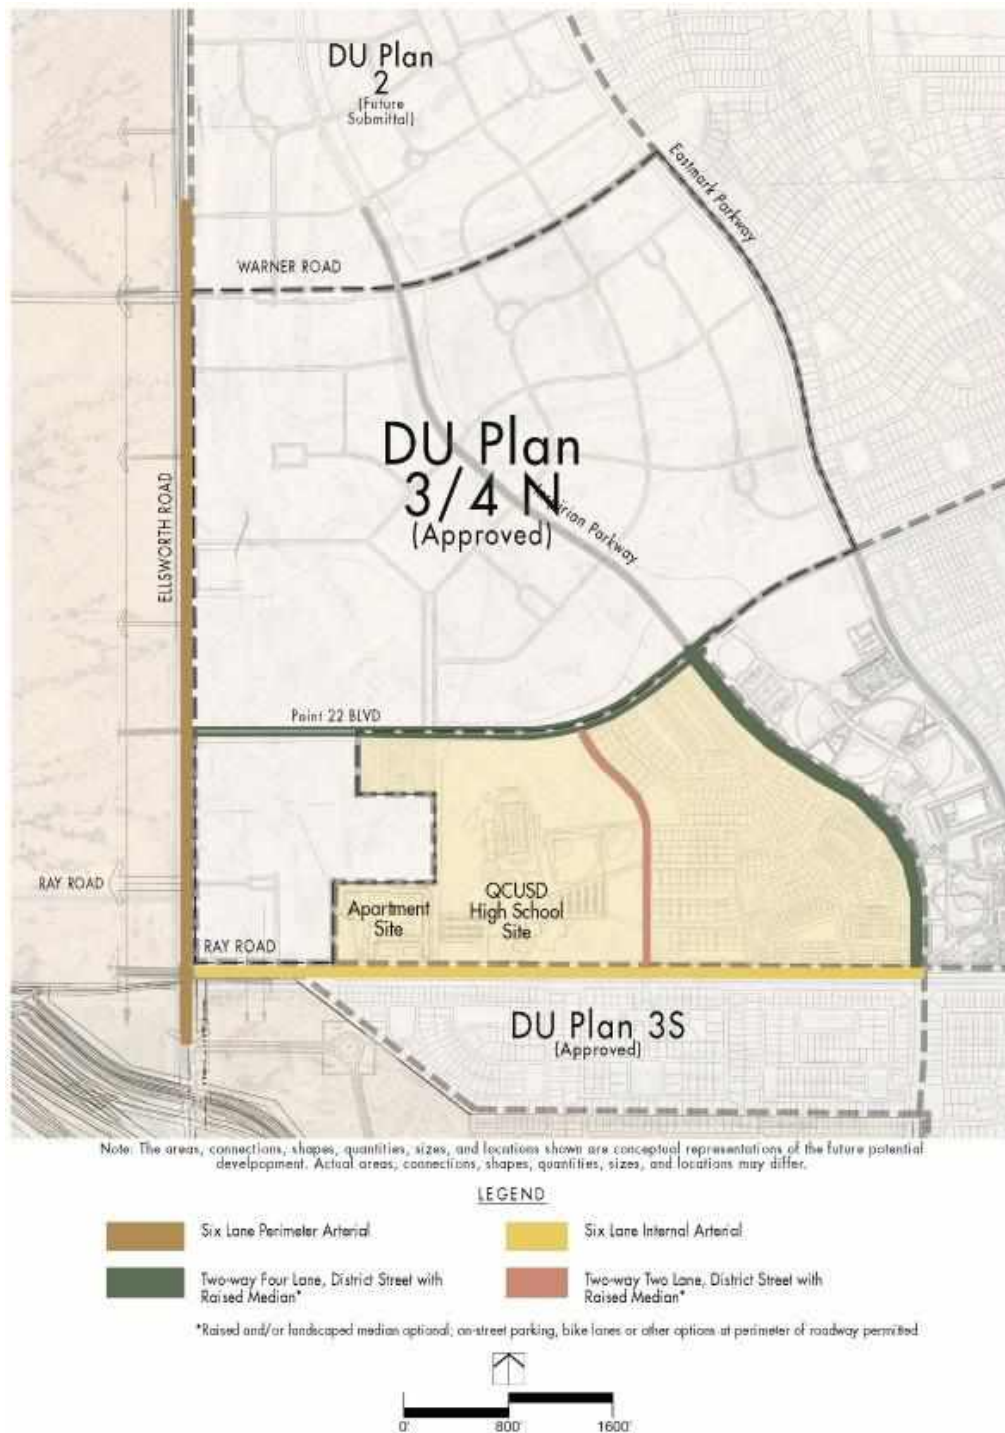 DU Plan
2
(Future
Submittal)
Eastmark Parkway
WARNER ROAD
DU Plan
3/4 N
(Approved)
Parkway
ELLSWORTH ROAD
Point 22 BLVD
RAY ROAD
Apartment
Site
QCUSD
High School
Site
RAY ROAD
DU Plan 3S
(Approved)
Note: The areas, connections, shapes, quantities, sizes, and locations shown are conceptual representations of the future potential
develpopment. Actual areas, connections, shapes, quantities, sizes, and locations may differ.
LEGEND
Six Lane Perimeter Arterial
Six Lane Internal Arterial
Two-way Four Lane, District Street with
Raised Median*
Two-way Two Lane, District Street with
Raised Median*
*Raised and/or landscaped median optional; on-street parking, bike lanes or other options at perimeter of roadway permitted
0' 800' 1600'